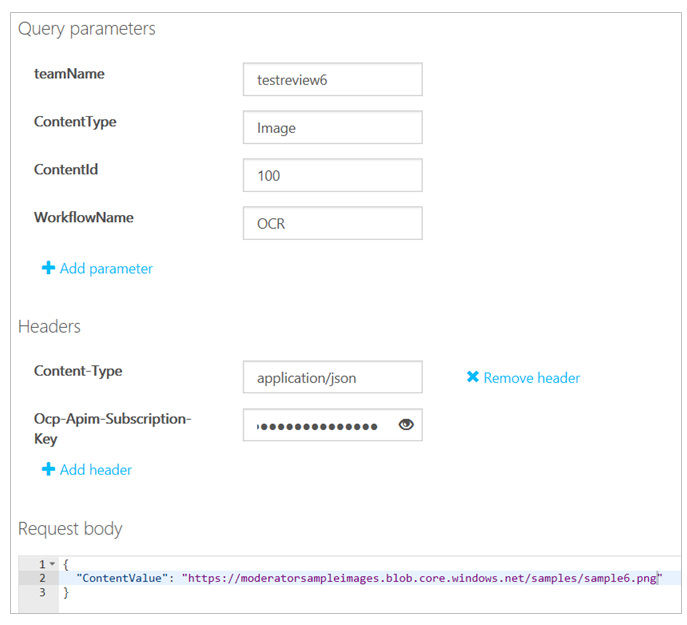 Query parameters
teamName
testreview6
ContentType
Image
ContentId
100
WorkflowName
OCR
Add parameter
Headers
Content-Type
application/json
Remove header
Ocp-Apim-Subscription-
Key
Add header
Request body
1 {
2 "ContentValue": "https://moderatorsampleimages.blob.core.windows.net/samples/sample6.png"
3 }